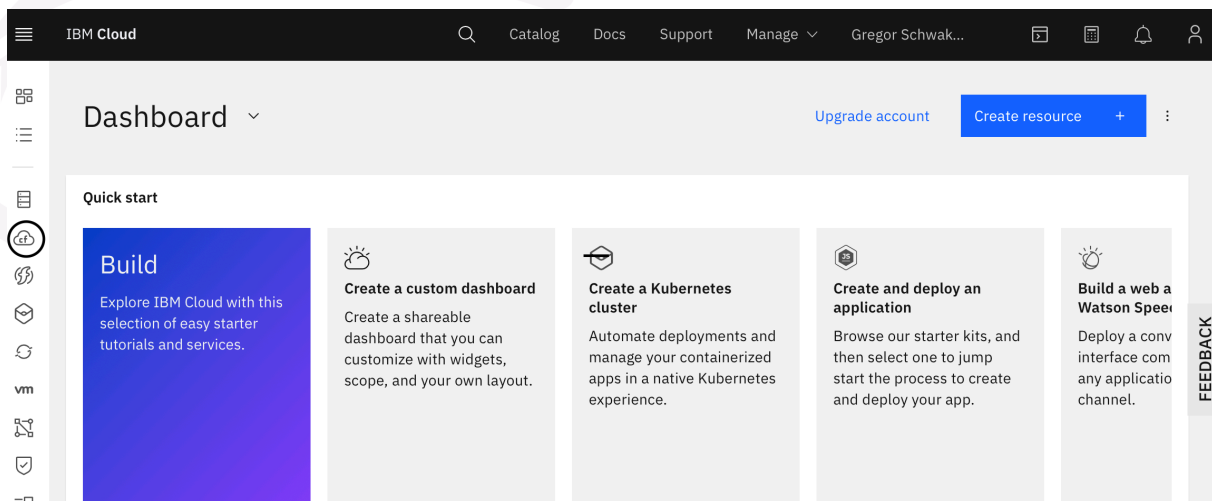 IBM Cloud
Catalog
Docs
Support
Manage
Gregor Schwak...
Dashboard
Upgrade account
Create resource +
Quick start
cf
vm
Build
Explore IBM Cloud with this
selection of easy starter
tutorials and services.
Create a custom dashboard
Create a shareable
dashboard that you can
customize with widgets,
scope, and your own layout.
Create a Kubernetes
cluster
Automate deployments and
manage your containerized
apps in a native Kubernetes
experience.
JS
Create and deploy an
application
Browse our starter kits, and
then select one to jump
start the process to create
and deploy your app.
Build a web a
Watson Spee
Deploy a conv
interface com
any applicatio
channel.
FEEDBACK